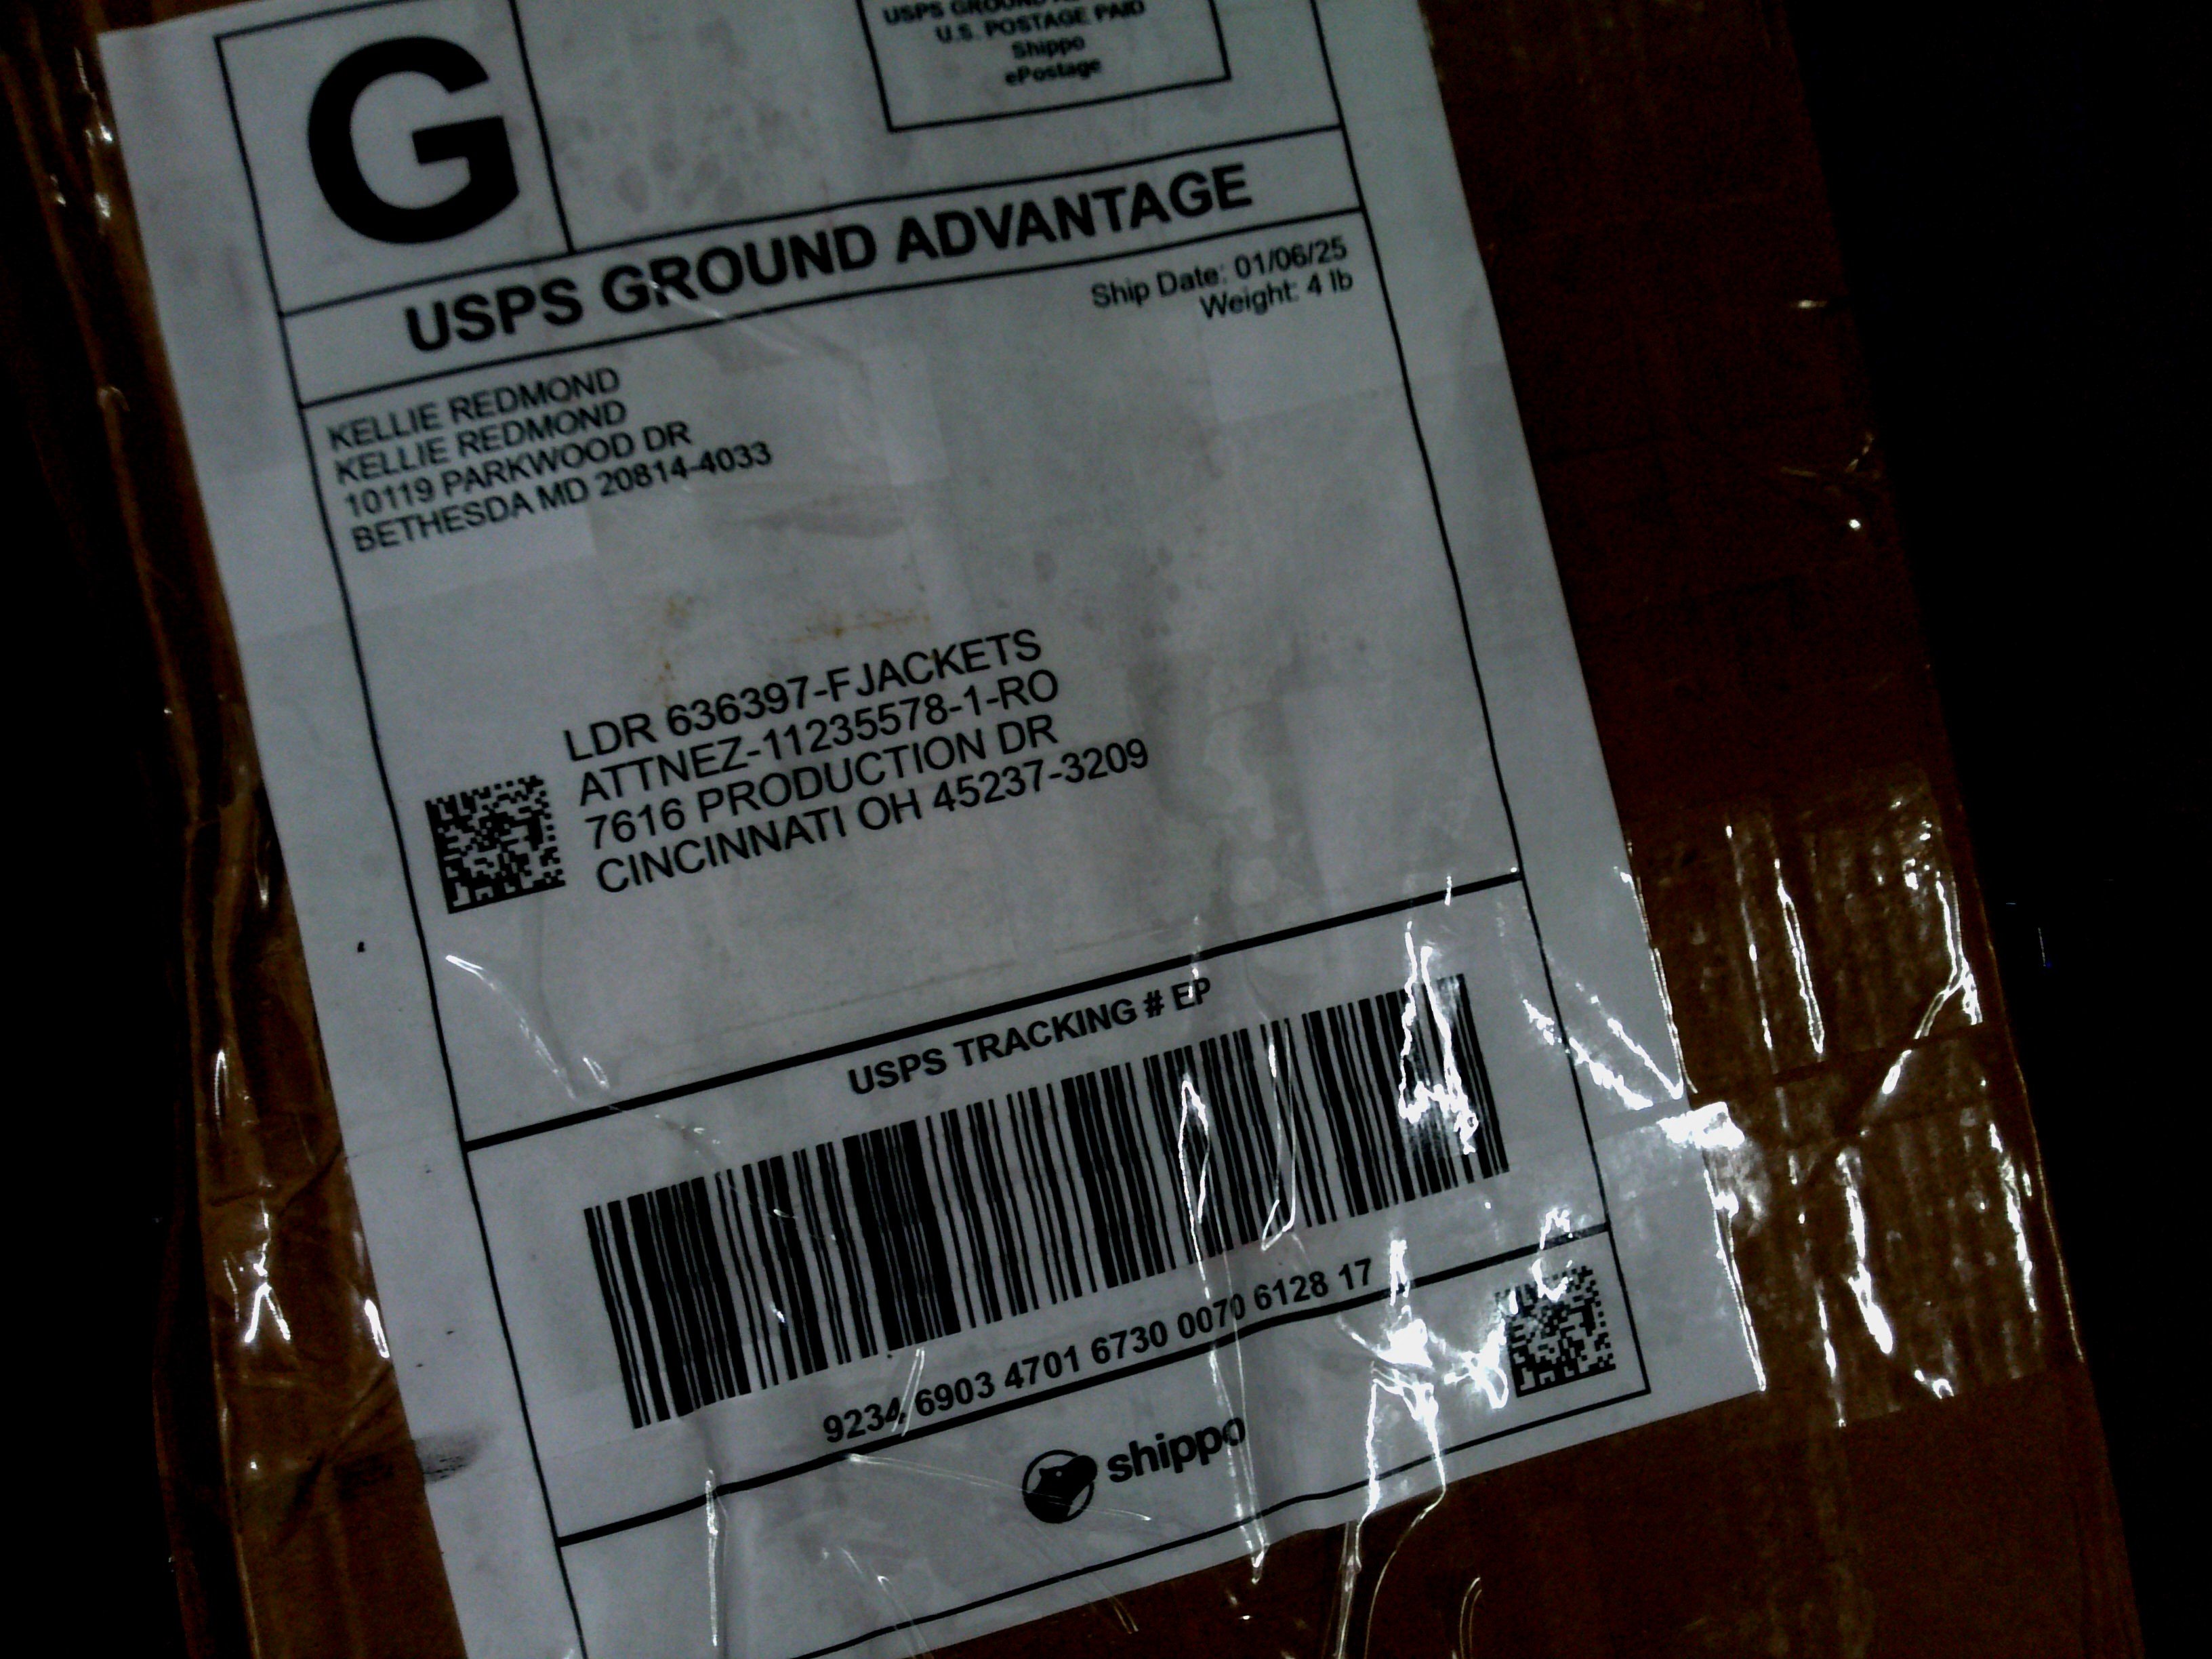 G
USPS GROUND
U.S. POSTAGE PAID
Shippo
ePostage
USPS GROUND ADVANTAGE
Ship Date: 01/06/25
Weight: 4 lb
KELLIE REDMOND
KELLIE REDMOND
10119 PARKWOOD DR
BETHESDA MD 20814-4033
LDR 636397-FJACKETS
ATTNEZ-11235578-1-RO
7616 PRODUCTION DR
CINCINNATI OH 45237-3209
USPS TRACKING # EP
9234 6903 4701 6730 0070 6128 17
shippo